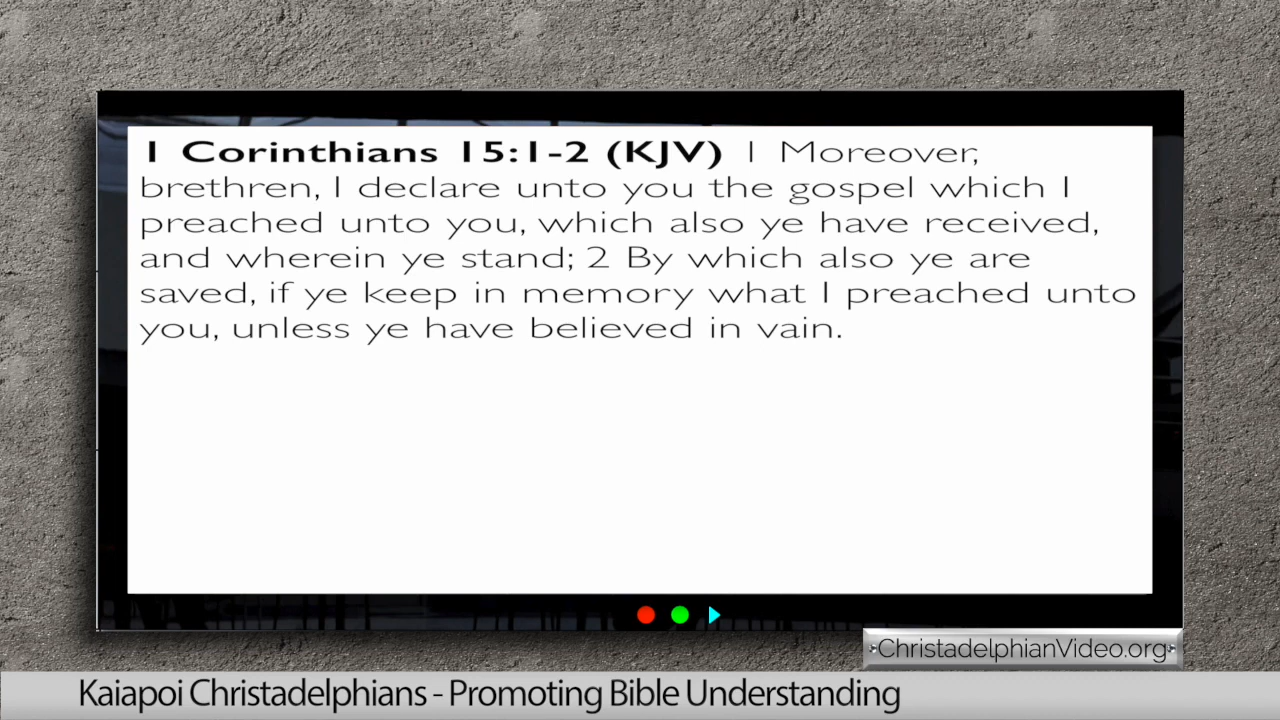 1 Corinthians 15:1-2 (KJV) 1 Moreover,
brethren, I declare unto you the gospel which I
preached unto you, which also ye have received,
and wherein ye stand; 2 By which also ye are
saved, if ye keep in memory what I preached unto
you, unless ye have believed in vain.
ChristadelphianVideo.org
Kaiapoi Christadelphians - Promoting Bible Understanding